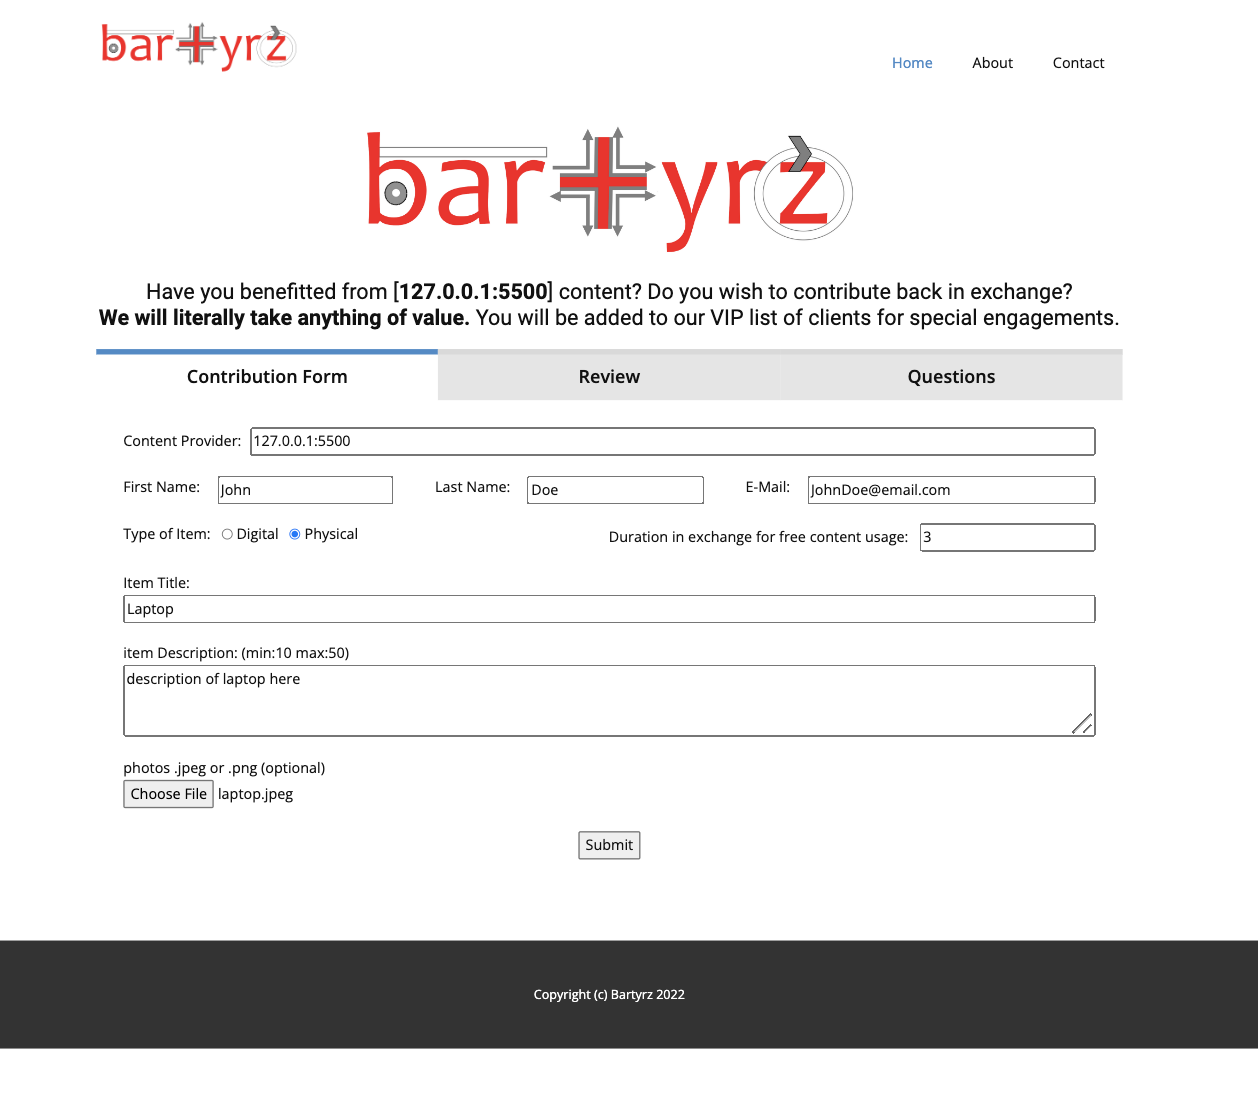 bartyrz
Home About Contact
bartyrz
Have you benefitted from [127.0.0.1:5500] content? Do you wish to contribute back in exchange?
We will literally take anything of value. You will be added to our VIP list of clients for special engagements.
Contribution Form Review Questions
Content Provider: 127.0.0.1:5500
First Name: John Last Name: Doe E-Mail: JohnDoe@email.com
Type of Item: Digital Physical Duration in exchange for free content usage: 3
Item Title:
Laptop
item Description: (min:10 max:50)
description of laptop here
photos .jpeg or .png (optional)
Choose File laptop.jpeg
Submit
Copyright (c) Bartyrz 2022